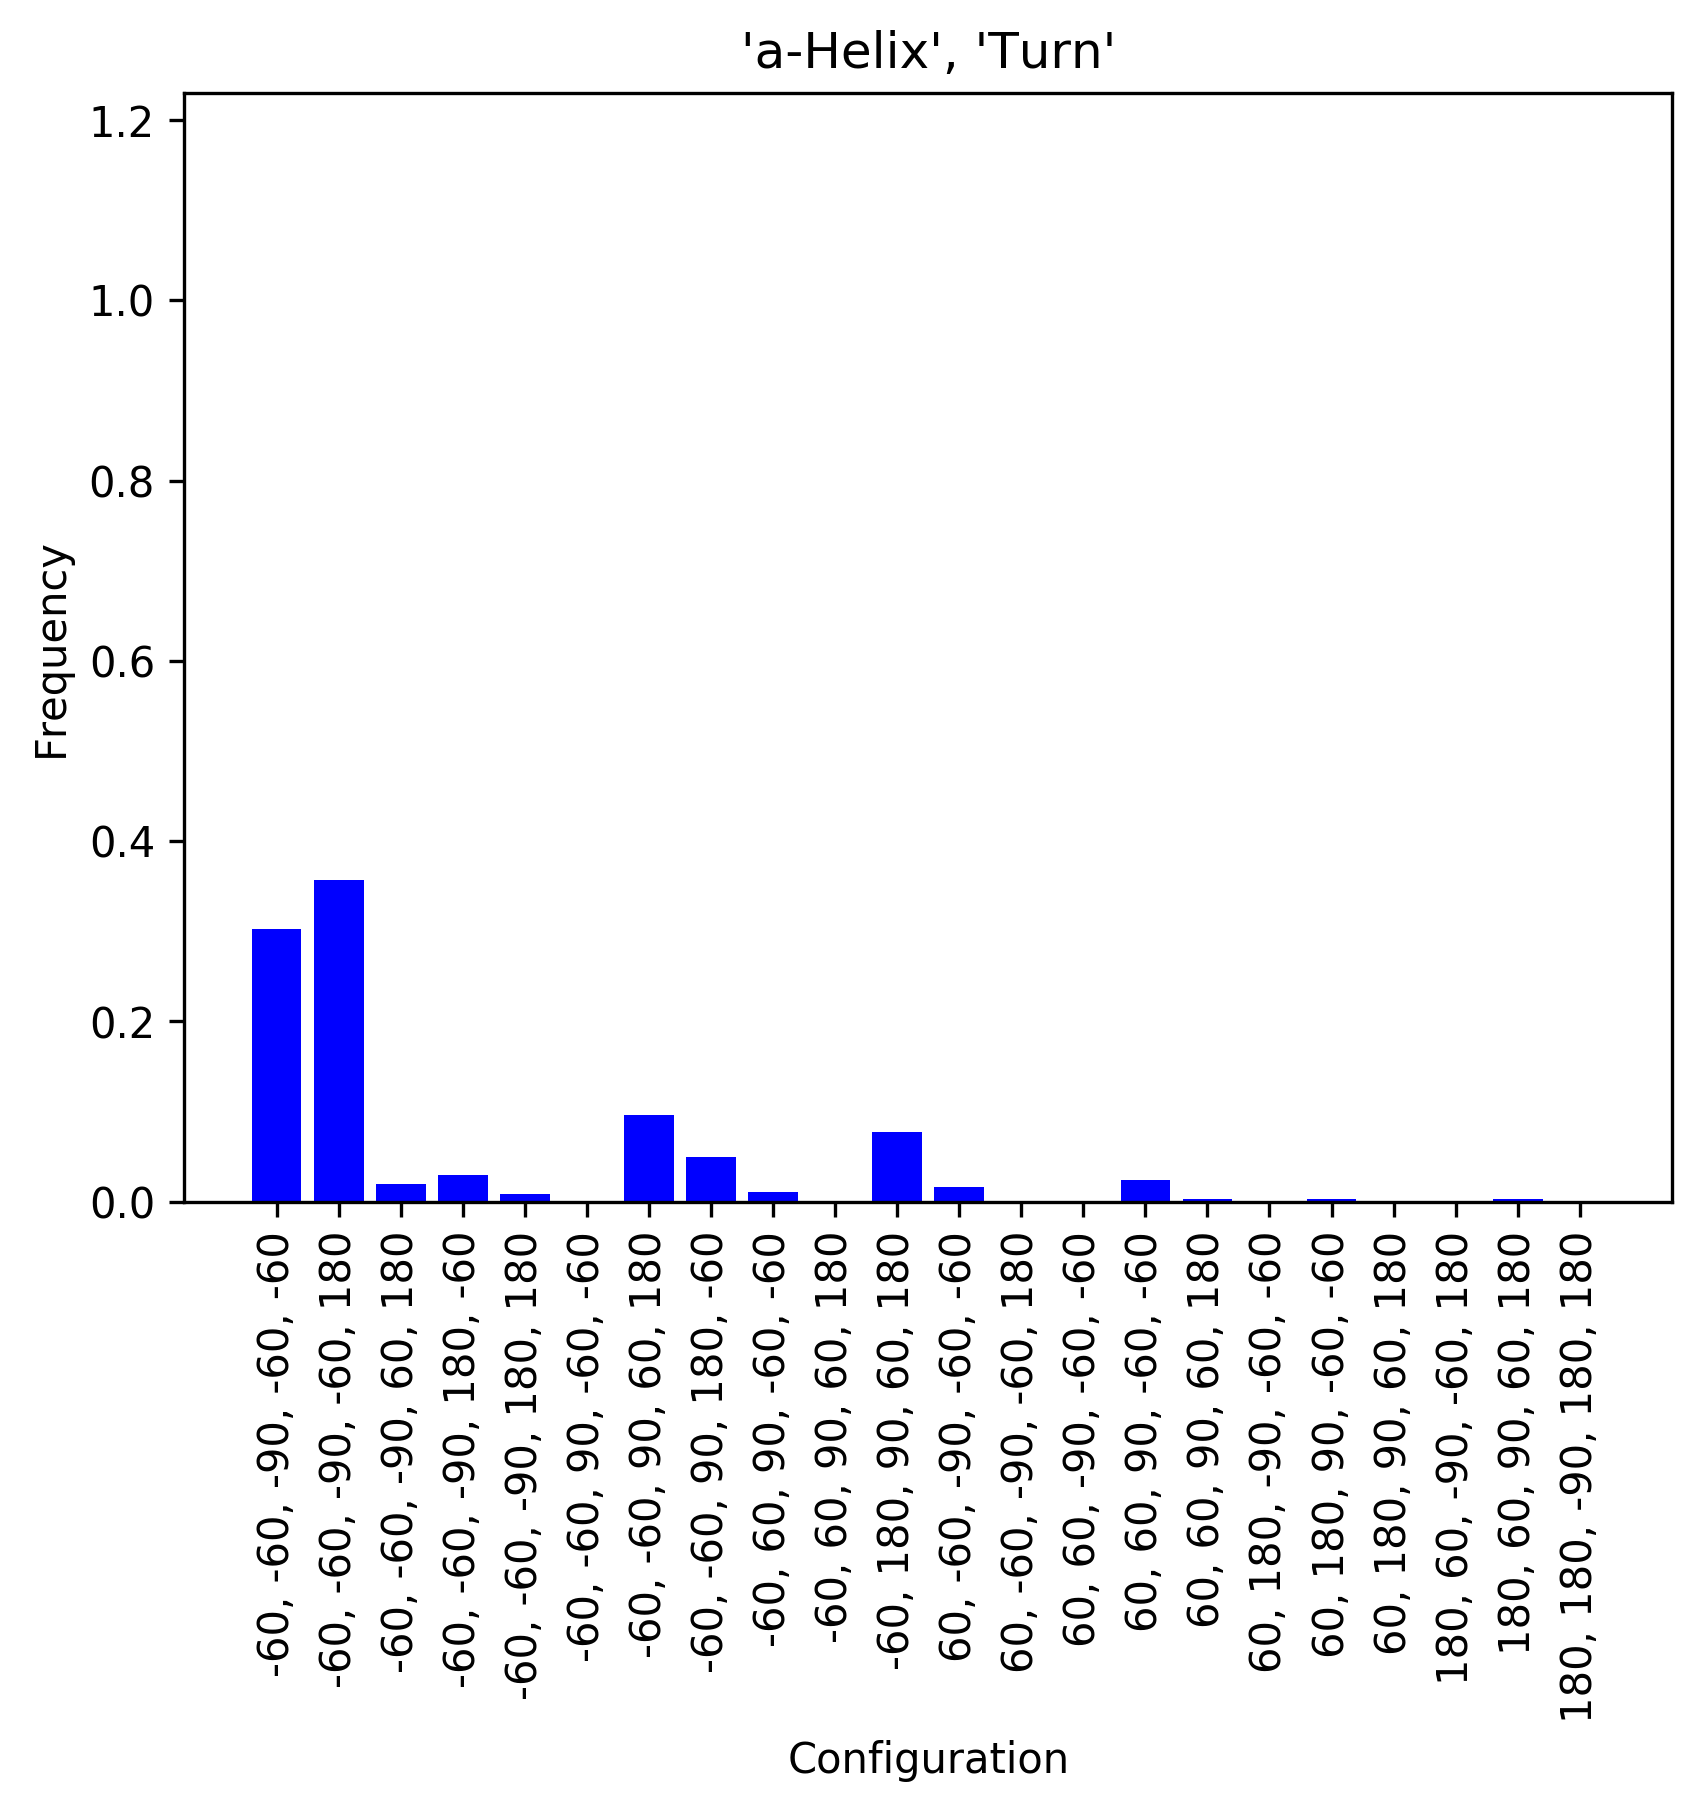 'a-Helix', 'Turn'
1.2
1.0
0.8
0.6
0.4
0.2
0.0
Frequency
-60, -60, -90, -60, -60
-60, -60, -90, -60, 180
-60, -60, -90, 60, 180
-60, -60, -90, 180, -60
-60, -60, -90, 180, 180
-60, -60, 90, -60, -60
-60, -60, 90, 60, 180
-60, -60, 90, 180, -60
-60, 60, 90, -60, -60
-60, 60, 90, 60, 180
-60, 180, 90, 60, 180
60, -60, -90, -60, -60
60, -60, -90, -60, 180
60, 60, -90, -60, -60
60, 60, 90, -60, -60
60, 60, 90, 60, 180
60, 180, -90, -60, -60
60, 180, 90, -60, -60
60, 180, 90, 60, 180
180, 60, -90, -60, 180
180, 60, 90, 60, 180
180, 180, -90, 180, 180
Configuration